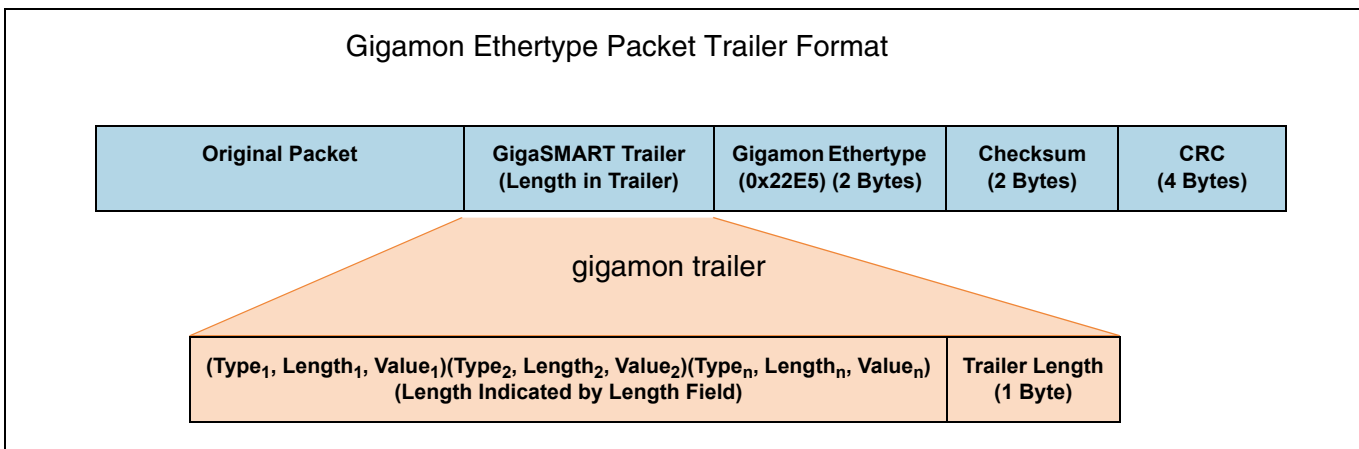 Gigamon Ethertype Packet Trailer Format
Original Packet
GigaSMART Trailer
(Length in Trailer)
Gigamon Ethertype
(0x22E5) (2 Bytes)
Checksum
(2 Bytes)
CRC
(4 Bytes)
gigamon trailer
(Type1, Length1, Value1)(Type2, Length2, Value2)(Typen, Lengthn, Valuen)
(Length Indicated by Length Field)
Trailer Length
(1 Byte)